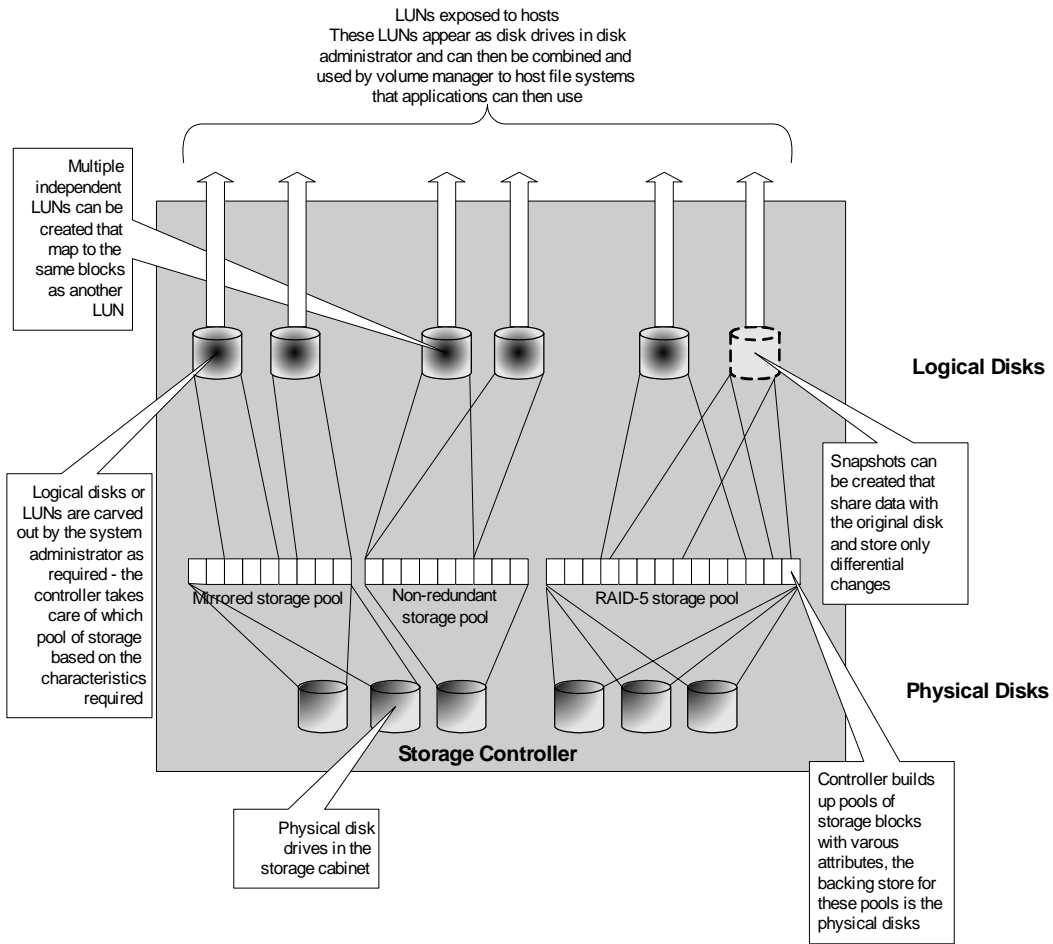 LUNs exposed to hosts
These LUNs appear as disk drives in disk
administrator and can then be combined and
used by volume manager to host file systems
that applications can then use
Multiple
independent
LUNs can be
created that
map to the
same blocks
as another
LUN
Logical Disks
Snapshots can
be created that
share data with
the original disk
and store only
differential
changes
Logical disks or
LUNs are carved
out by the system
administrator as
required - the
controller takes
care of which
pool of storage
based on the
characteristics
required
Mirrored storage pool
Non-redundant
storage pool
RAID-5 storage pool
Physical Disks
Storage Controller
Physical disk
drives in the
storage cabinet
Controller builds
up pools of
storage blocks
with varous
attributes, the
backing store for
these pools is the
physical disks